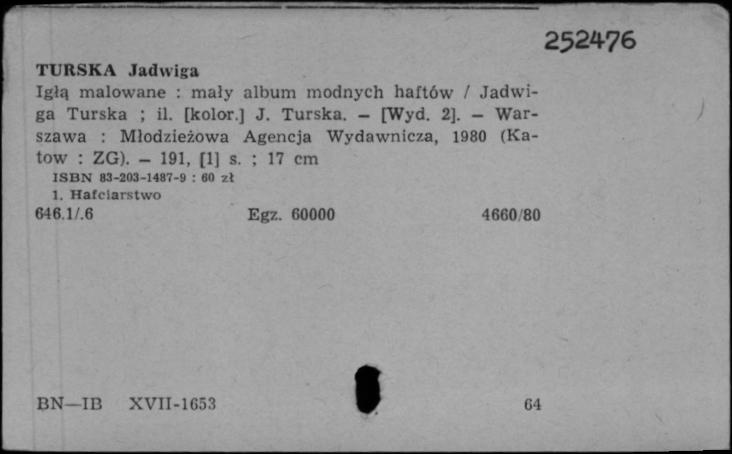 252476
TURSKA Jadwiga
Igłą malowane : mały album modnych haftów / Jadwi-
ga Turska ; il. [kolor.] J. Turska. — [Wyd. 2]. — War-
szawa : Młodzieżowa Agencja Wydawnicza, 1980 (Ka-
tow : ZG). — 191, [1] s. ; 17 cm
ISBN 83-203-1487-9 : 60 zł
1. Hafciarstwo
646.1/.6 Egz. 60000 4660/80
BN—IB XVII-1653 64